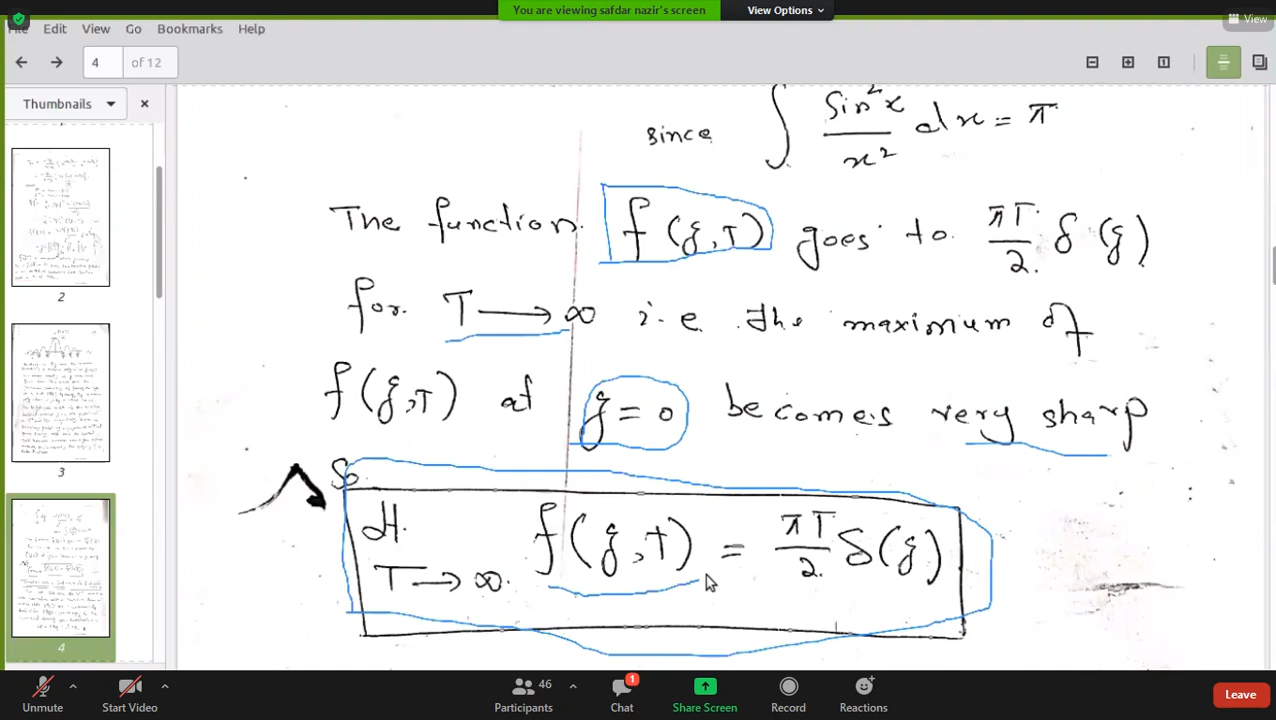 You are viewing safdar nazir's screen
View Options
View
File Edit View Go Bookmarks Help
4 of 12
Thumbnails
2
3
4
since ∫ Sin²x / x² dx = π
The function f(ξ,T) goes to πT/2 δ(ξ)
for T → ∞ i.e. the maximum of
f(ξ,T) at ξ = 0 becomes very sharp
So
lt. T → ∞ f(ξ,T) = πT/2 δ(ξ)
Unmute
Start Video
46
Participants
1
Chat
Share Screen
Record
Reactions
Leave